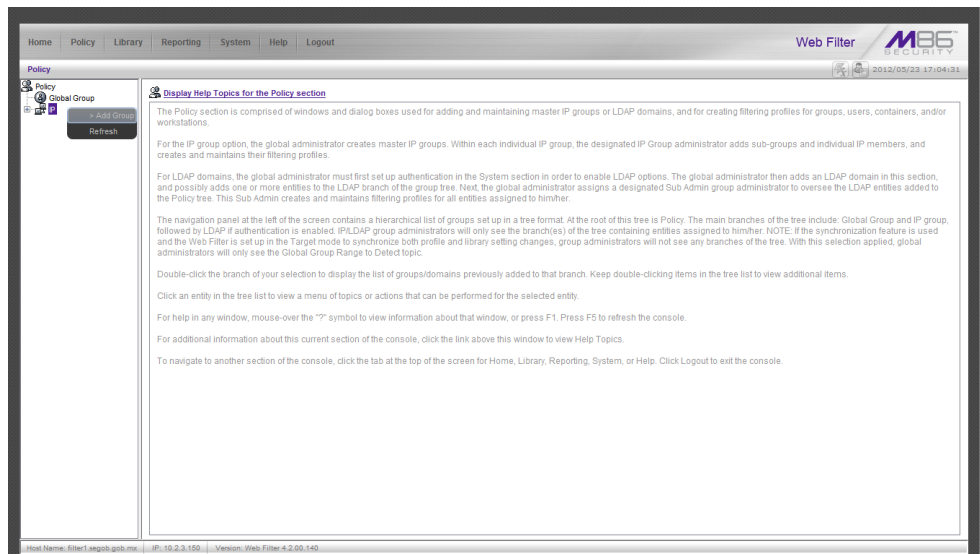 Home Policy Library Reporting System Help Logout
Web Filter
M86
SECURITY
Policy
2012/05/23 17:04:31
Policy
Global Group
IP
> Add Group
Refresh
Display Help Topics for the Policy section
The Policy section is comprised of windows and dialog boxes used for adding and maintaining master IP groups or LDAP domains, and for creating filtering profiles for groups, users, containers, and/or
workstations.
For the IP group option, the global administrator creates master IP groups. Within each individual IP group, the designated IP Group administrator adds sub-groups and individual IP members, and
creates and maintains their filtering profiles.
For LDAP domains, the global administrator must first set up authentication in the System section in order to enable LDAP options. The global administrator then adds an LDAP domain in this section,
and possibly adds one or more entities to the LDAP branch of the group tree. Next, the global administrator assigns a designated Sub Admin group administrator to oversee the LDAP entities added to
the Policy tree. This Sub Admin creates and maintains filtering profiles for all entities assigned to him/her.
The navigation panel at the left of the screen contains a hierarchical list of groups set up in a tree format. At the root of this tree is Policy. The main branches of the tree include: Global Group and IP group,
followed by LDAP if authentication is enabled. IP/LDAP group administrators will only see the branch(es) of the tree containing entities assigned to him/her. NOTE: If the synchronization feature is used
and the Web Filter is set up in the Target mode to synchronize both profile and library setting changes, group administrators will not see any branches of the tree. With this selection applied, global
administrators will only see the Global Group Range to Detect topic.
Double-click the branch of your selection to display the list of groups/domains previously added to that branch. Keep double-clicking items in the tree list to view additional items.
Click an entity in the tree list to view a menu of topics or actions that can be performed for the selected entity.
For help in any window, mouse-over the "?" symbol to view information about that window, or press F1. Press F5 to refresh the console.
For additional information about this current section of the console, click the link above this window to view Help Topics.
To navigate to another section of the console, click the tab at the top of the screen for Home, Library, Reporting, System, or Help. Click Logout to exit the console.
Host Name: filter1.segob.gob.mx IP: 10.2.3.150 Version: Web Filter 4.2.00.140